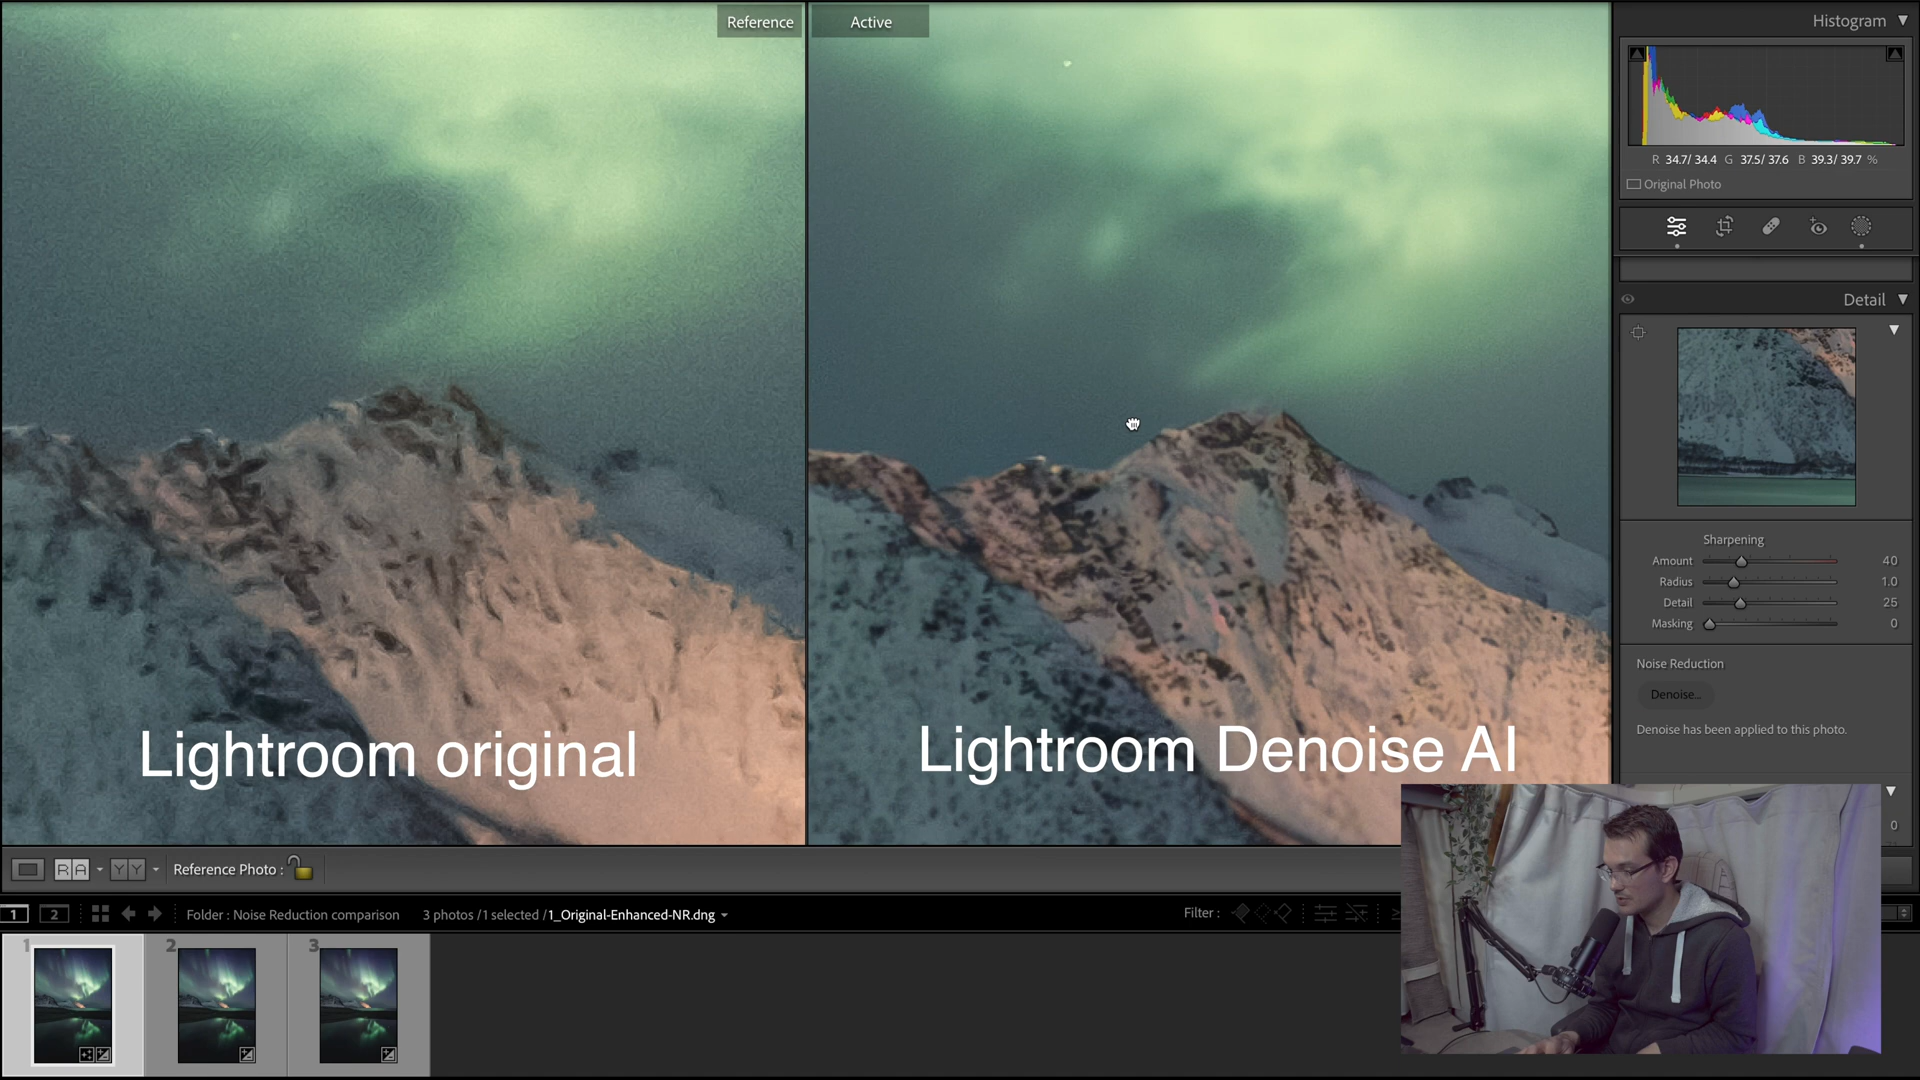 Reference
Active
Histogram
R 34.7/ 34.4 G 37.5/ 37.6 B 39.3/ 39.7 %
Original Photo
Detail
Sharpening
Amount 40
Radius 1.0
Detail 25
Masking 0
Noise Reduction
Denoise...
Denoise has been applied to this photo.
0
Lightroom original
Lightroom Denoise AI
R A Y Y Reference Photo :
1 2 Folder : Noise Reduction comparison 3 photos /1 selected /1_Original-Enhanced-NR.dng Filter :
1 2 3